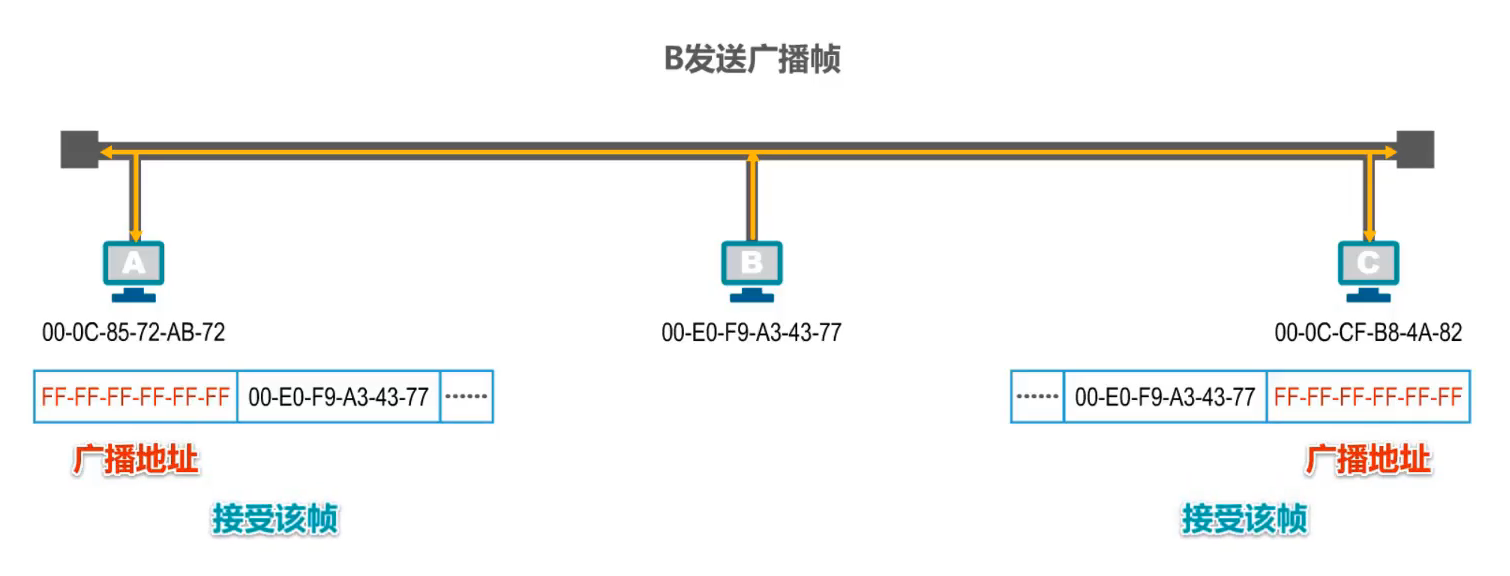 B发送广播帧
A
B
C
00-0C-85-72-AB-72
00-E0-F9-A3-43-77
00-0C-CF-B8-4A-82
FF-FF-FF-FF-FF-FF 00-E0-F9-A3-43-77 ······
······ 00-E0-F9-A3-43-77 FF-FF-FF-FF-FF-FF
广播地址
广播地址
接受该帧
接受该帧